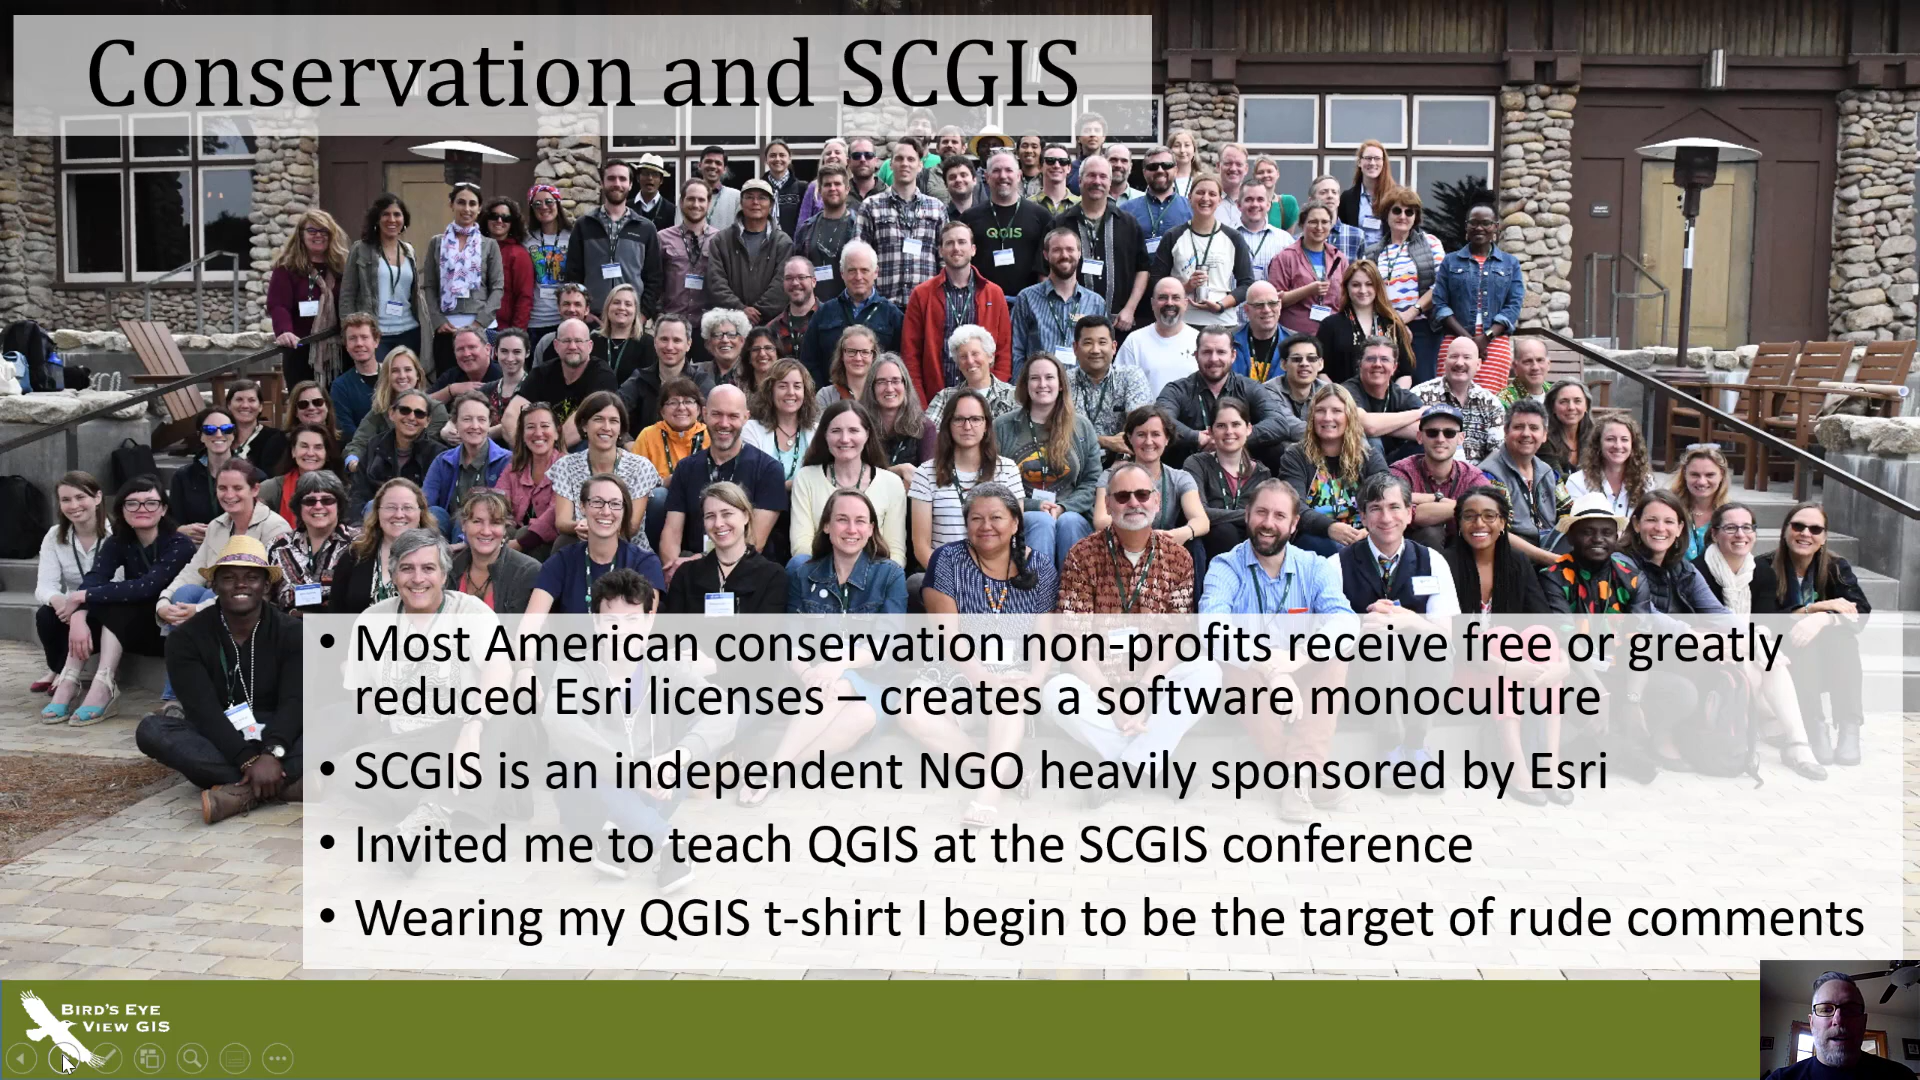 Conservation and SCGIS
QGIS
• Most American conservation non-profits receive free or greatly
reduced Esri licenses – creates a software monoculture
• SCGIS is an independent NGO heavily sponsored by Esri
• Invited me to teach QGIS at the SCGIS conference
• Wearing my QGIS t-shirt I begin to be the target of rude comments
BIRD'S EYE
VIEW GIS